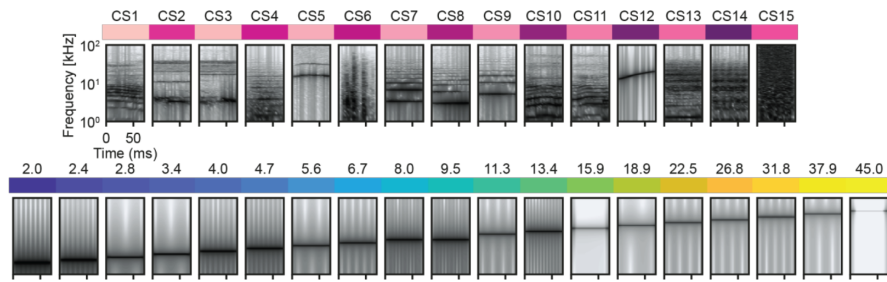 CS1 CS2 CS3 CS4 CS5 CS6 CS7 CS8 CS9 CS10 CS11 CS12 CS13 CS14 CS15
Frequency [kHz]
10²
10¹
10⁰
0 50
Time (ms)
2.0 2.4 2.8 3.4 4.0 4.7 5.6 6.7 8.0 9.5 11.3 13.4 15.9 18.9 22.5 26.8 31.8 37.9 45.0